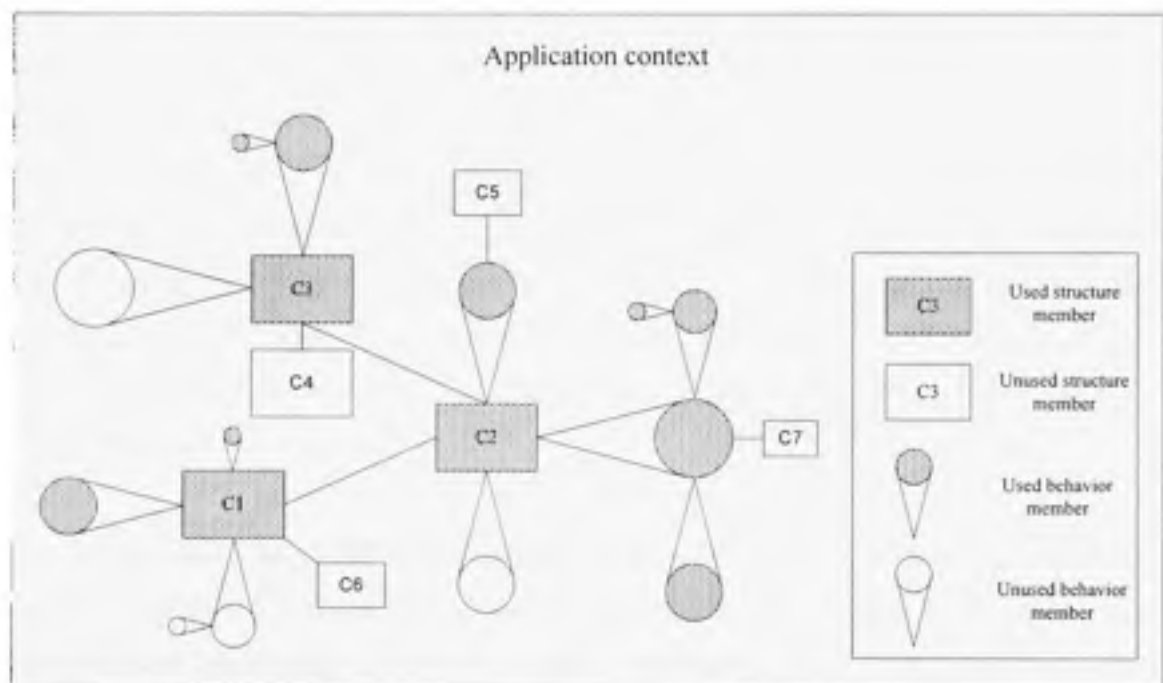 Application context
C5
C3
C4
C2
C7
C1
C6
C3
Used structure
member
C3
Unused structure
member
Used behavior
member
Unused behavior
member